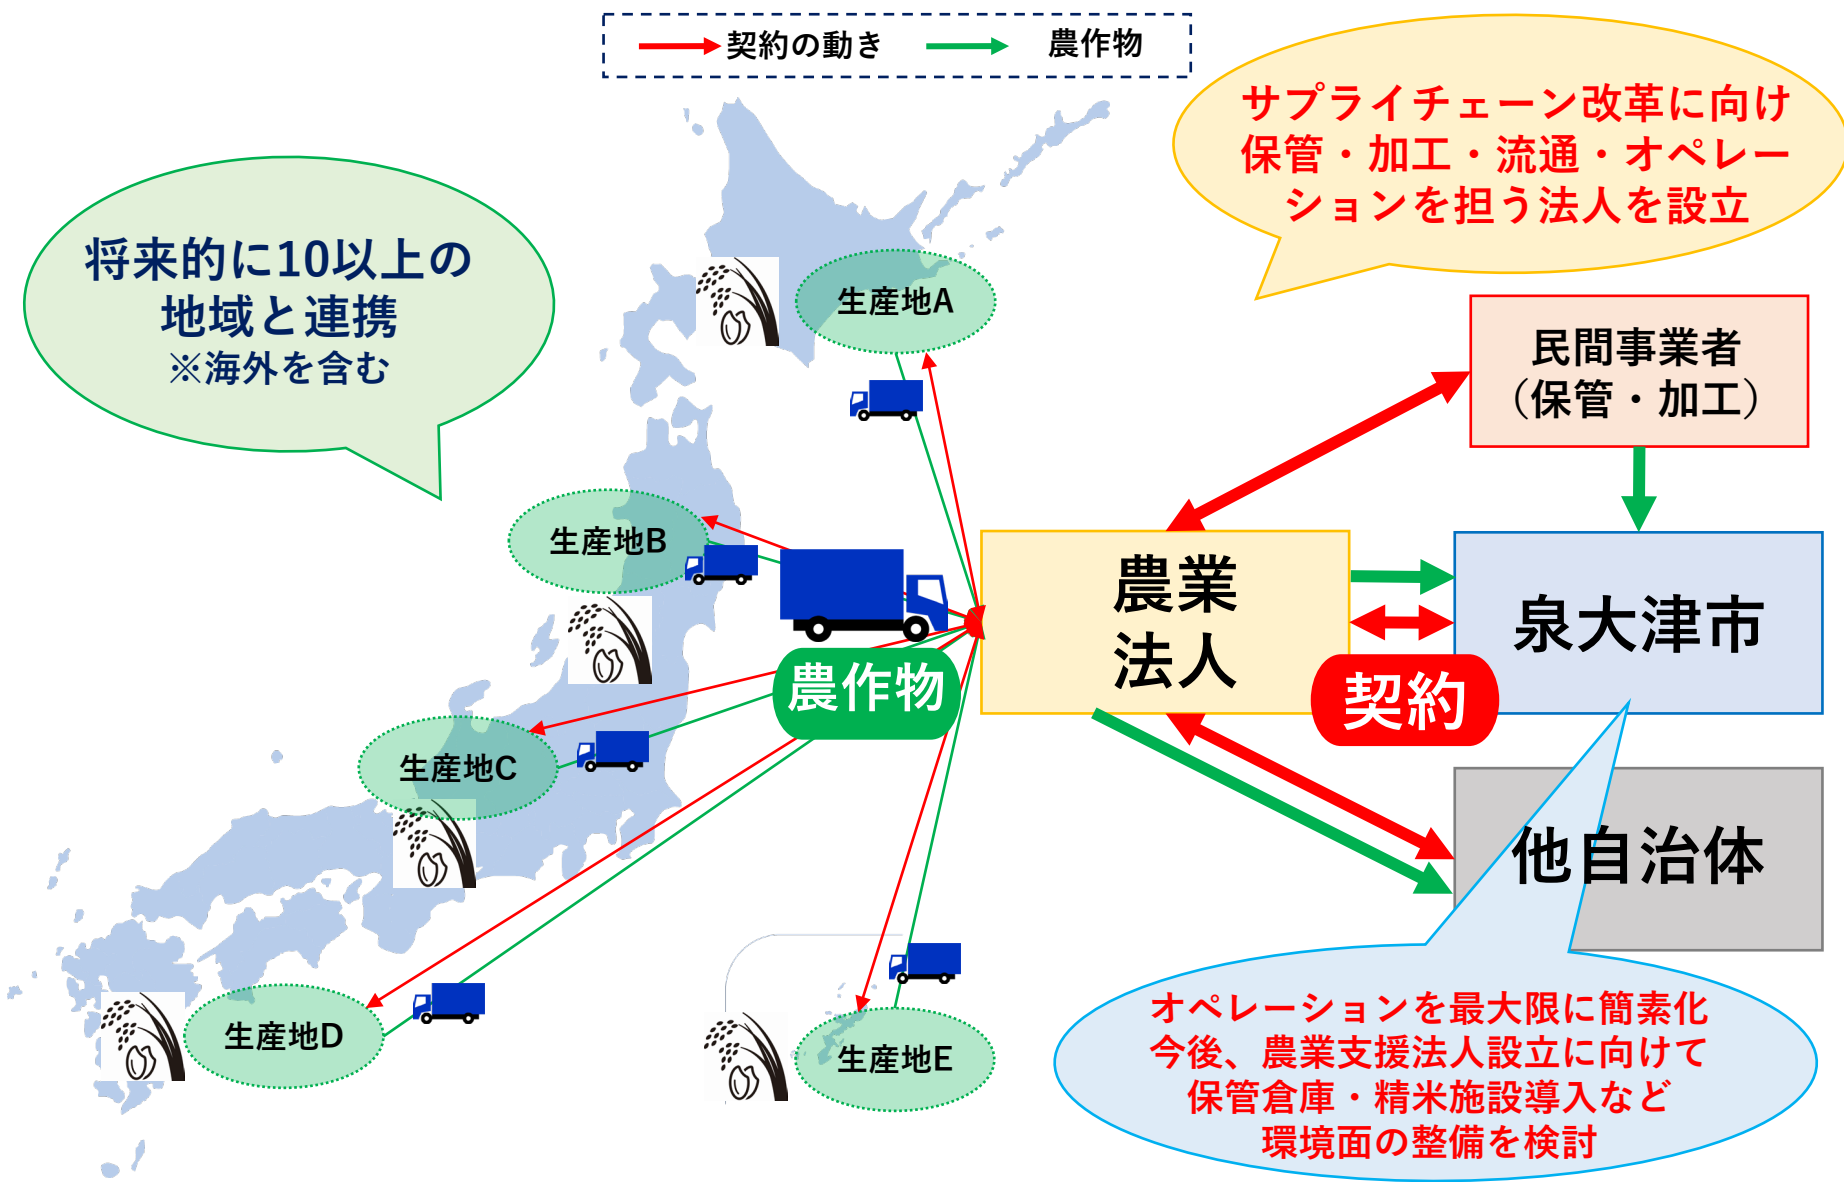 契約の動き
農作物
サプライチェーン改革に向け
保管・加工・流通・オペレー
ションを担う法人を設立
将来的に10以上の
地域と連携
※海外を含む
生産地A
民間事業者
（保管・加工）
生産地B
農業
法人
泉大津市
農作物
契約
生産地C
他自治体
生産地D
生産地E
オペレーションを最大限に簡素化
今後、農業支援法人設立に向けて
保管倉庫・精米施設導入など
環境面の整備を検討